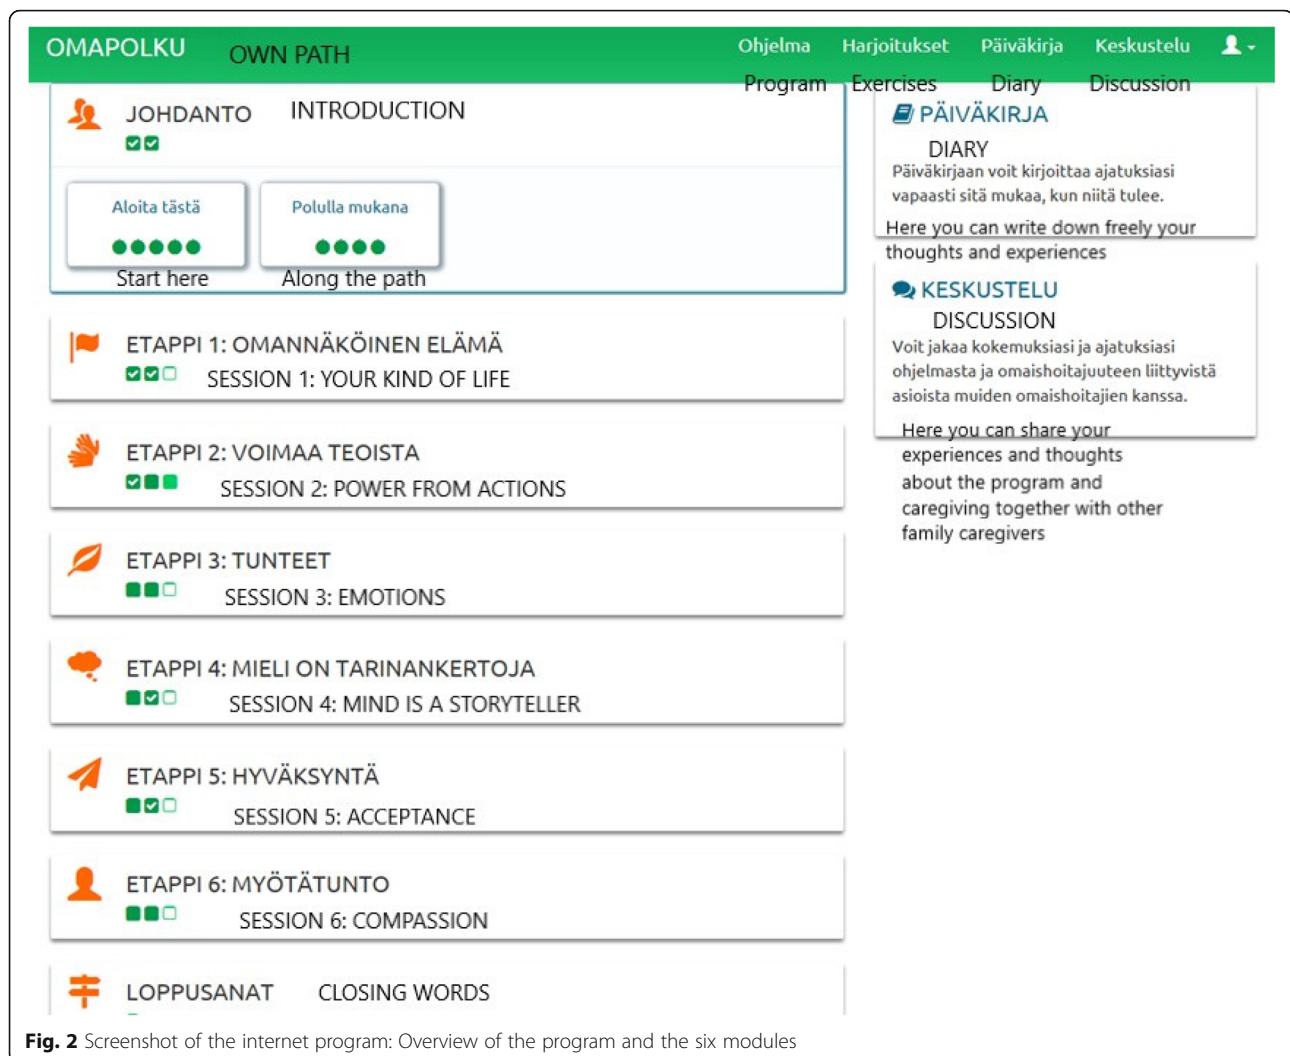 OMAPOLKU OWN PATH Ohjelma Harjoitukset Päiväkirja Keskustelu
Program Exercises Diary Discussion
JOHDANTO INTRODUCTION
Aloita tästä
Start here
Polulla mukana
Along the path
ETAPPI 1: OMANNÄKÖINEN ELÄMÄ
SESSION 1: YOUR KIND OF LIFE
ETAPPI 2: VOIMAA TEOISTA
SESSION 2: POWER FROM ACTIONS
ETAPPI 3: TUNTEET
SESSION 3: EMOTIONS
ETAPPI 4: MIELI ON TARINANKERTOJA
SESSION 4: MIND IS A STORYTELLER
ETAPPI 5: HYVÄKSYNTÄ
SESSION 5: ACCEPTANCE
ETAPPI 6: MYÖTÄTUNTO
SESSION 6: COMPASSION
LOPPUSANAT CLOSING WORDS
PÄIVÄKIRJA
DIARY
Päiväkirjaan voit kirjoittaa ajatuksiasi
vapaasti sitä mukaa, kun niitä tulee.
Here you can write down freely your
thoughts and experiences
KESKUSTELU
DISCUSSION
Voit jakaa kokemuksiasi ja ajatuksiasi
ohjelmasta ja omaishoitajuuteen liittyvistä
asioista muiden omaishoitajien kanssa.
Here you can share your
experiences and thoughts
about the program and
caregiving together with other
family caregivers
Fig. 2 Screenshot of the internet program: Overview of the program and the six modules